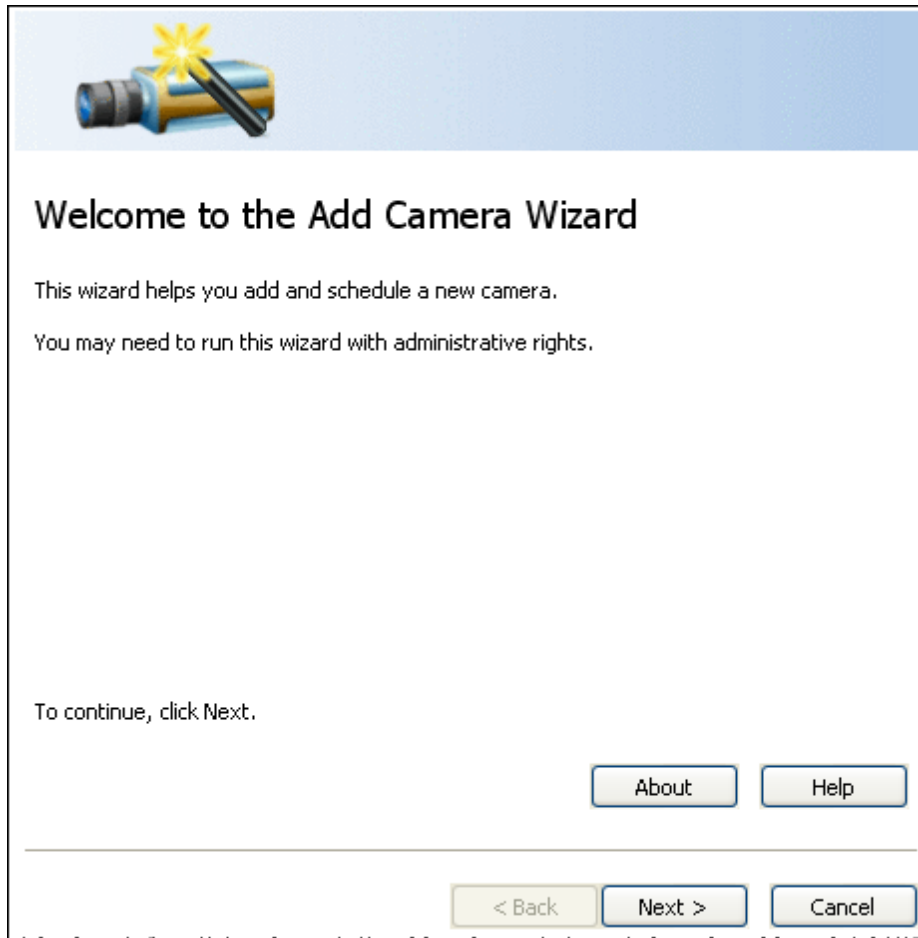 Welcome to the Add Camera Wizard
This wizard helps you add and schedule a new camera.
You may need to run this wizard with administrative rights.
To continue, click Next.
About Help
< Back Next > Cancel